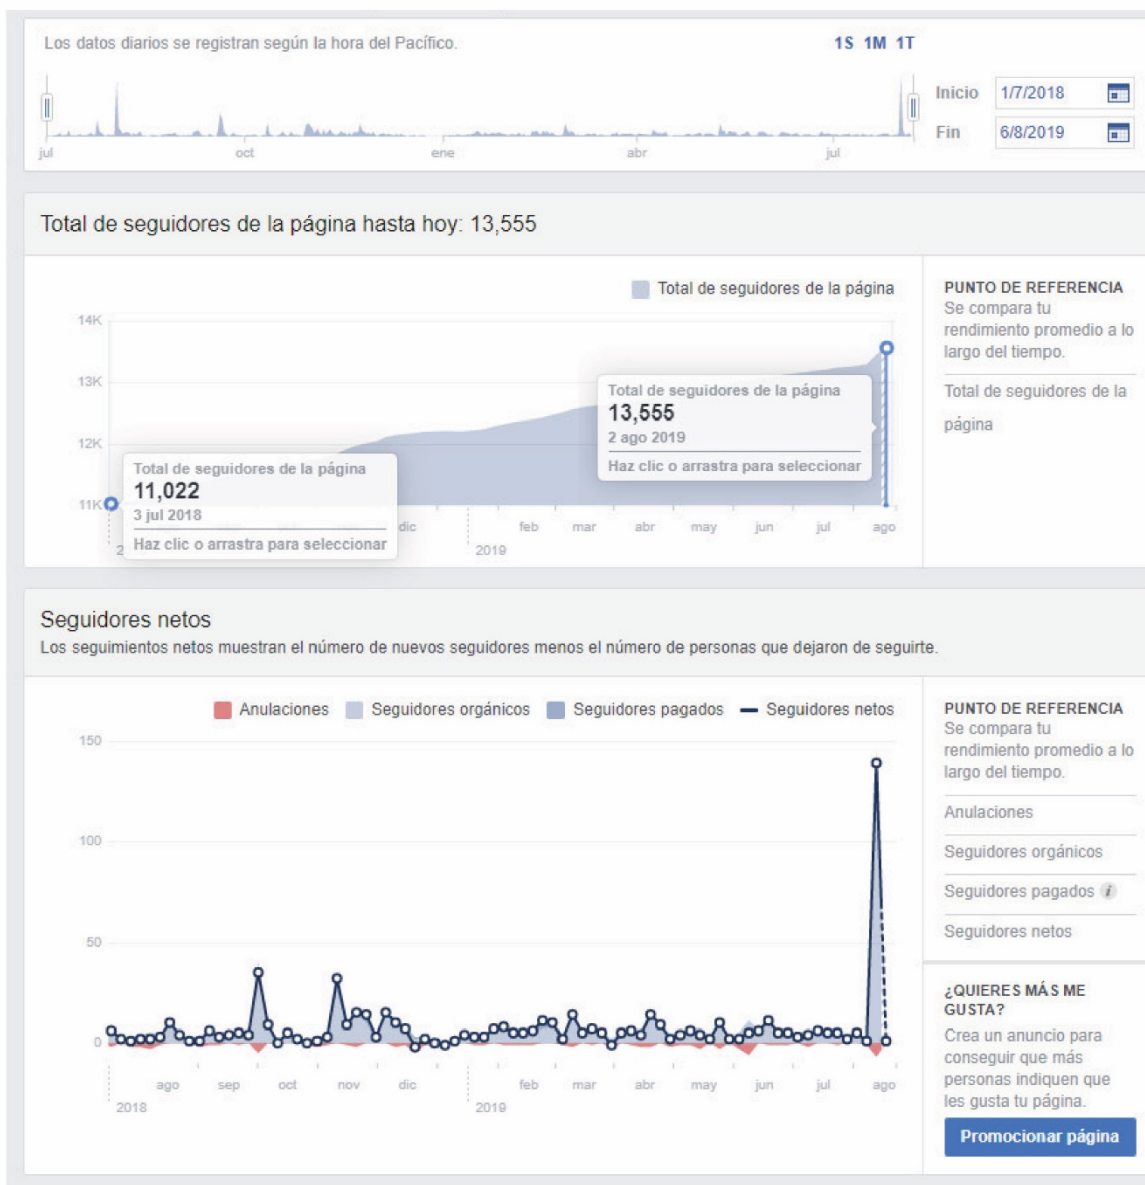 Los datos diarios se registran según la hora del Pacífico.
1S 1M 1T
Inicio 1/7/2018
Fin 6/8/2019
jul oct ene abr jul
Total de seguidores de la página hasta hoy: 13,555
Total de seguidores de la página
14K
13K
12K
11K
Total de seguidores de la página
13,555
2 ago 2019
Haz clic o arrastra para seleccionar
Total de seguidores de la página
11,022
3 jul 2018
Haz clic o arrastra para seleccionar
dic feb mar abr may jun jul ago
2019
PUNTO DE REFERENCIA
Se compara tu
rendimiento promedio a lo
largo del tiempo.
Total de seguidores de la
página
Seguidores netos
Los seguimientos netos muestran el número de nuevos seguidores menos el número de personas que dejaron de seguirte.
Anulaciones Seguidores orgánicos Seguidores pagados Seguidores netos
150
100
50
0
ago sep oct nov dic feb mar abr may jun jul ago
2018 2019
PUNTO DE REFERENCIA
Se compara tu
rendimiento promedio a lo
largo del tiempo.
Anulaciones
Seguidores orgánicos
Seguidores pagados i
Seguidores netos
¿QUIERES MÁS ME
GUSTA?
Crea un anuncio para
conseguir que más
personas indiquen que
les gusta tu página.
Promocionar página